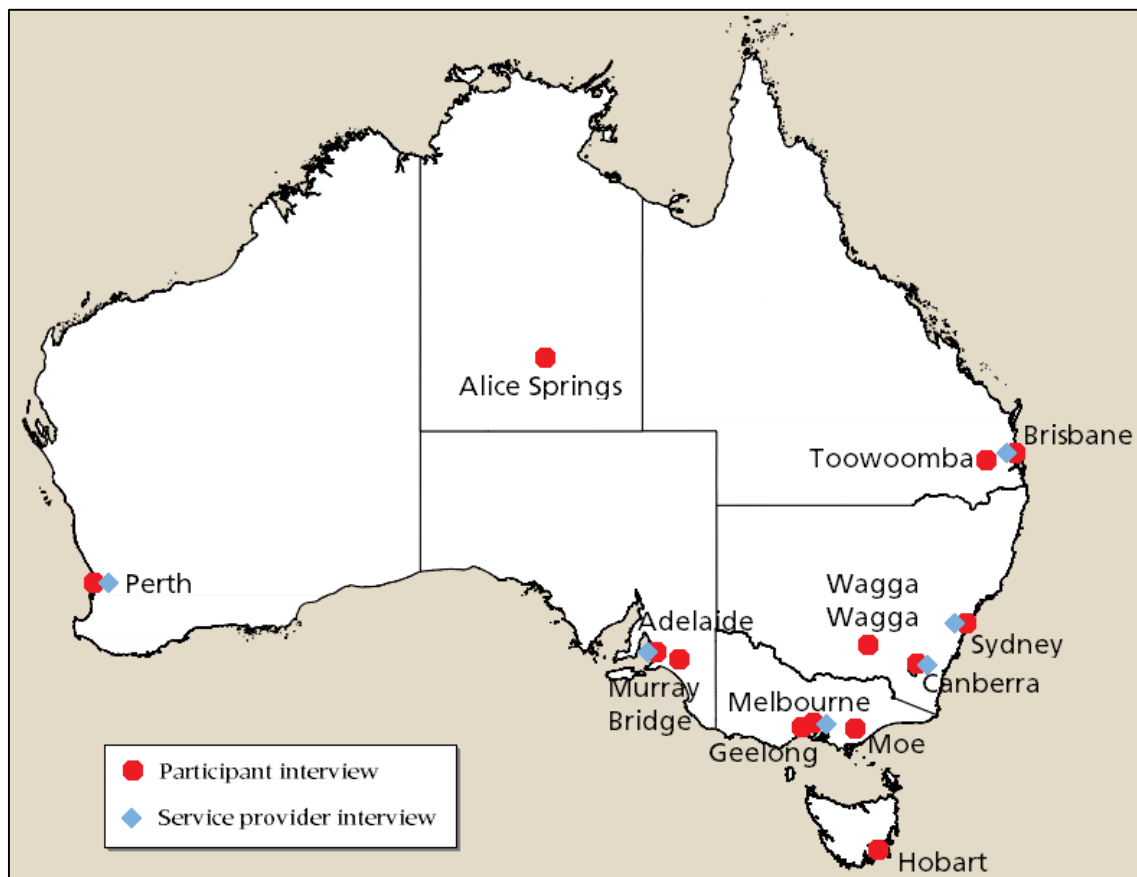 Alice Springs
Brisbane
Toowoomba
Perth
Wagga
Wagga
Adelaide
Sydney
Murray
Bridge
Canberra
Melbourne
Geelong
Moe
Hobart
Participant interview
Service provider interview